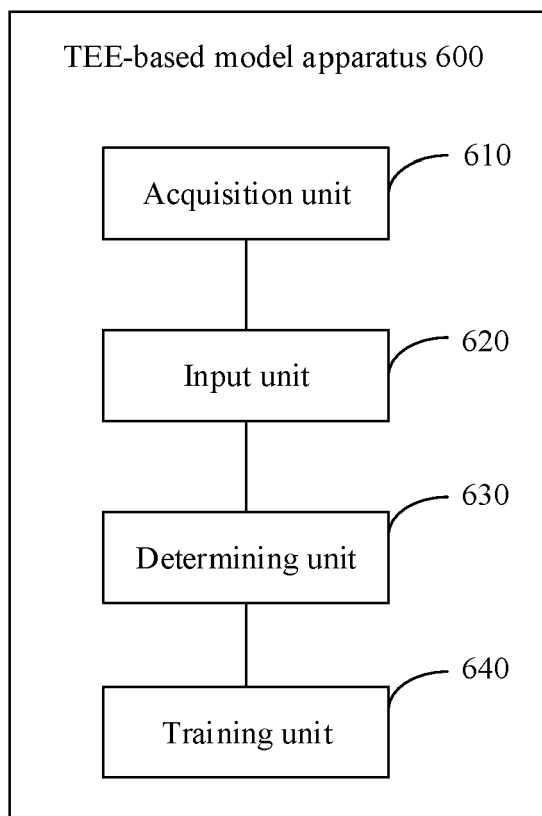 TEE-based model apparatus 600
610
Acquisition unit
620
Input unit
630
Determining unit
640
Training unit